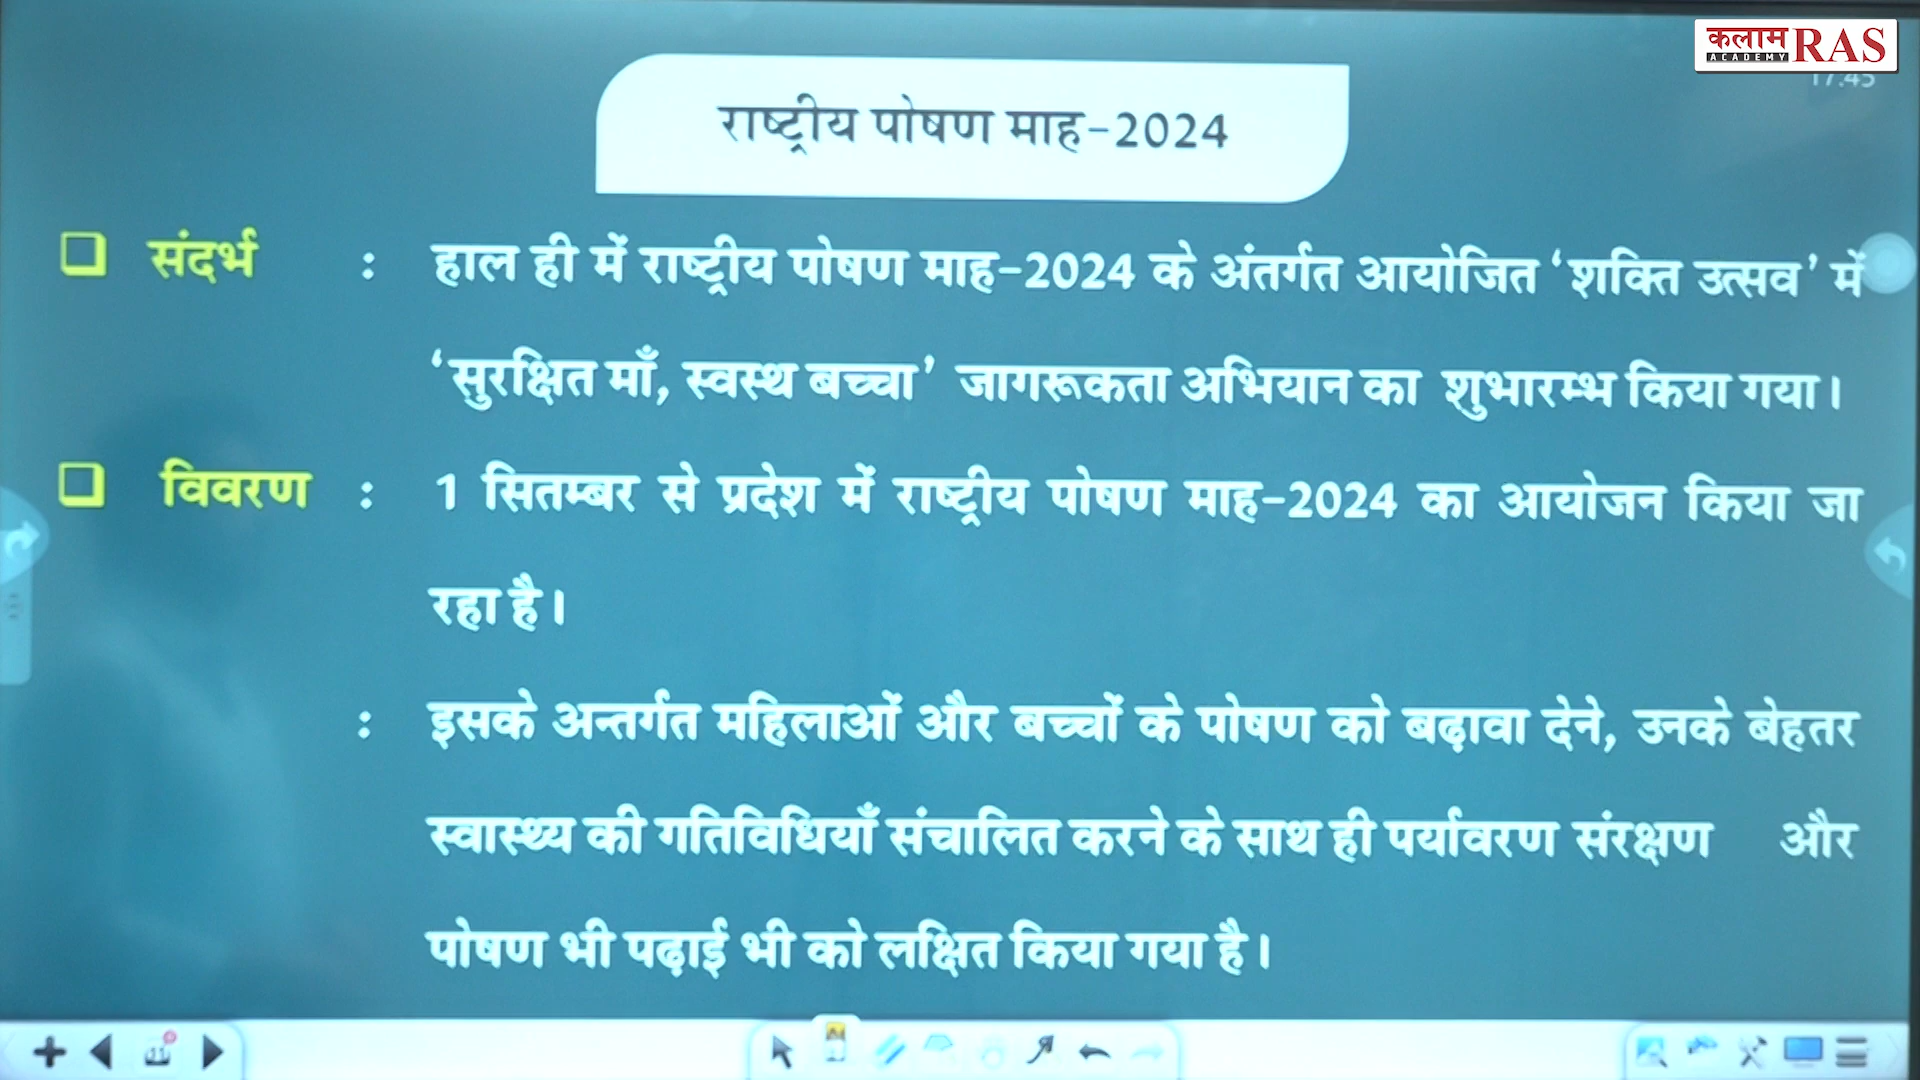 कलाम RAS
ACADEMY
17:45
राष्ट्रीय पोषण माह-2024
संदर्भ : हाल ही में राष्ट्रीय पोषण माह-2024 के अंतर्गत आयोजित ‘शक्ति उत्सव’ में
‘सुरक्षित माँ, स्वस्थ बच्चा’ जागरूकता अभियान का शुभारम्भ किया गया।
विवरण : 1 सितम्बर से प्रदेश में राष्ट्रीय पोषण माह-2024 का आयोजन किया जा
रहा है।
: इसके अन्तर्गत महिलाओं और बच्चों के पोषण को बढ़ावा देने, उनके बेहतर
स्वास्थ्य की गतिविधियाँ संचालित करने के साथ ही पर्यावरण संरक्षण और
पोषण भी पढ़ाई भी को लक्षित किया गया है।